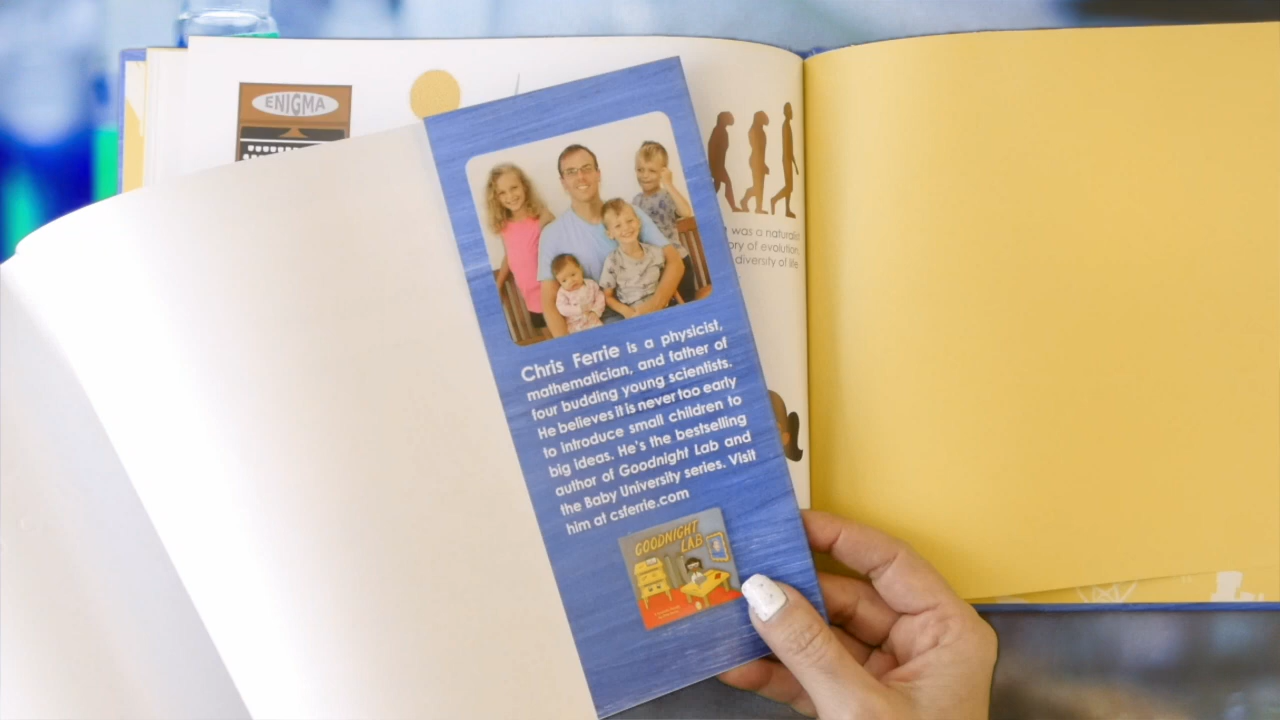 ENIGMA
was a naturalist
ory of evolution,
diversity of life
Chris Ferrie is a physicist,
mathematician, and father of
four budding young scientists.
He believes it is never too early
to introduce small children to
big ideas. He's the bestselling
author of Goodnight Lab and
the Baby University series. Visit
him at csferrie.com
GOODNIGHT
LAB